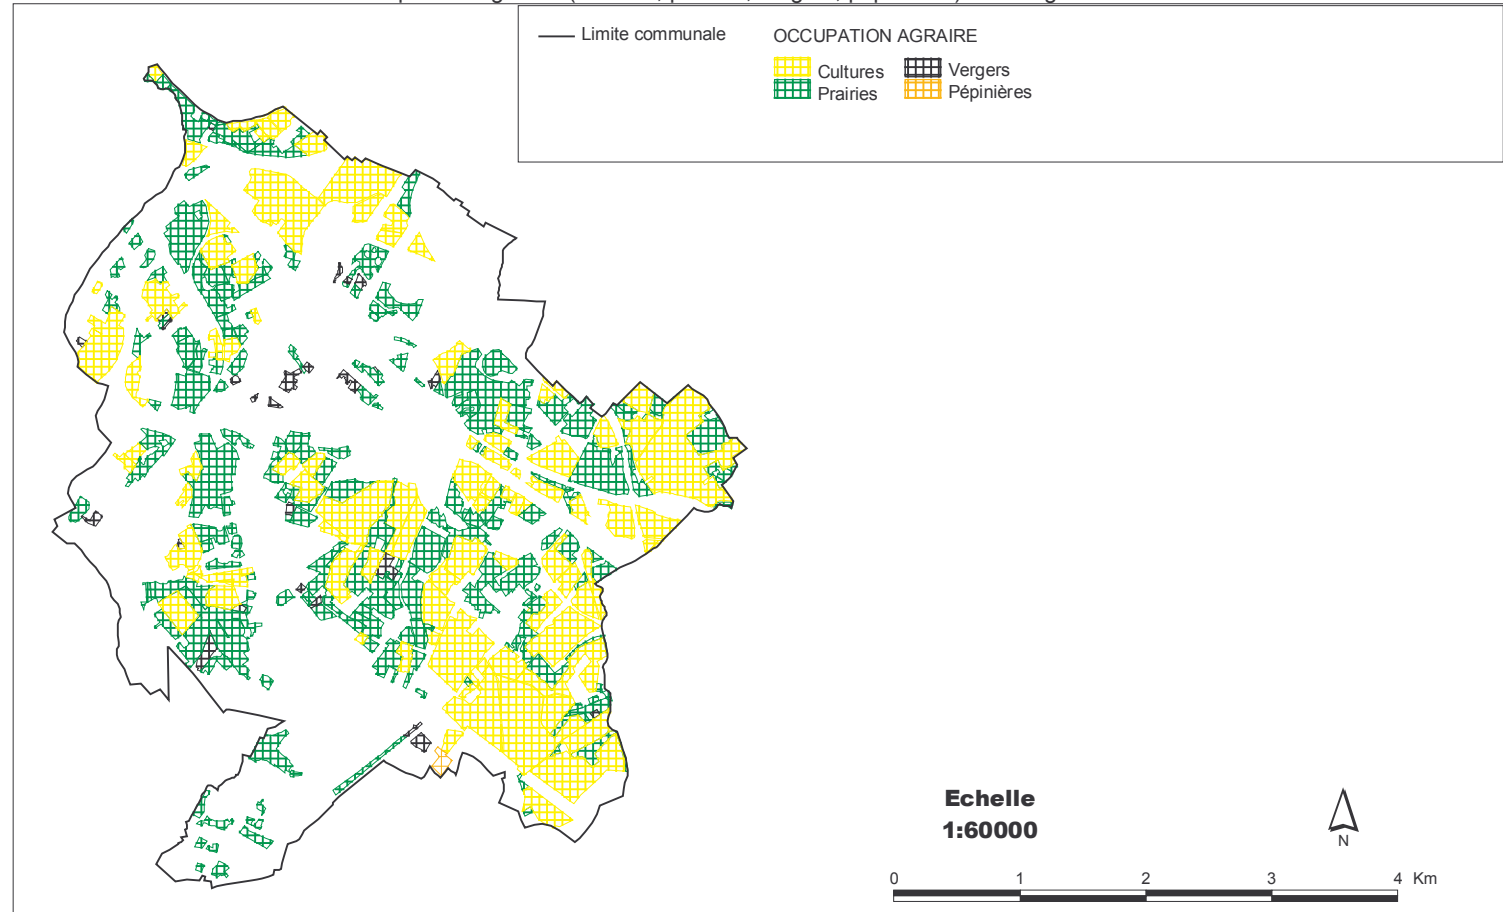 Limite communale
OCCUPATION AGRAIRE
Cultures
Vergers
Prairies
Pépinières
Echelle
1:60000
N
0 1 2 3 4 Km